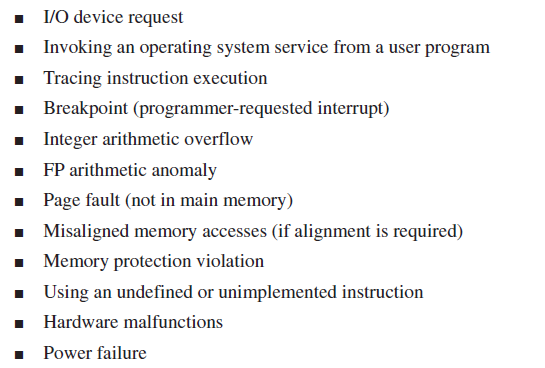 ■ I/O device request
■ Invoking an operating system service from a user program
■ Tracing instruction execution
■ Breakpoint (programmer-requested interrupt)
■ Integer arithmetic overflow
■ FP arithmetic anomaly
■ Page fault (not in main memory)
■ Misaligned memory accesses (if alignment is required)
■ Memory protection violation
■ Using an undefined or unimplemented instruction
■ Hardware malfunctions
■ Power failure